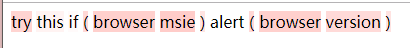 try this if ( browser msie ) alert ( browser version )